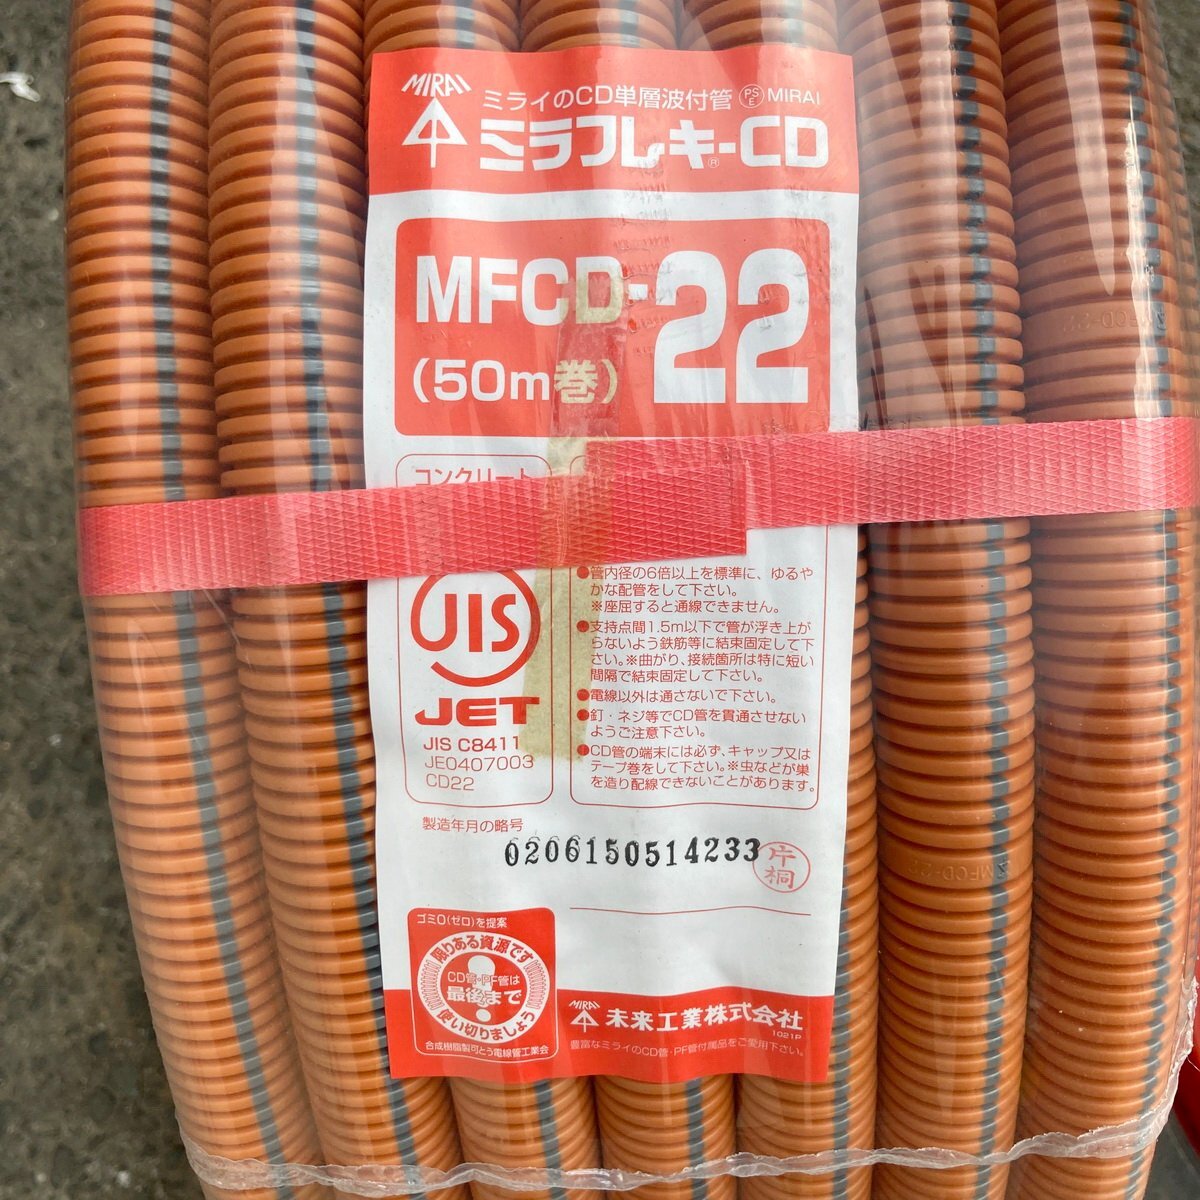 MIRAI
ミライのCD単層波付管 PSE MIRAI
ミラフレキ®CD
MFCD-22
(50m巻)
コンクリート
JIS
JET
JIS C8411
JE0407003
CD22
●管内径の6倍以上を標準に、ゆるや
かな配管をして下さい。
※座屈すると通線できません。
●支持点間1.5m以下で管が浮き上が
らないよう鉄筋等に結束固定して下
さい。※曲がり、接続箇所は特に短い
間隔で結束固定して下さい。
●電線以外は通さないで下さい。
●釘・ネジ等でCD管を貫通させない
ようご注意下さい。
●CD管の端末には必ず、キャップ又は
テープ巻をして下さい。※虫などが巣
を造り配線できないことがあります。
製造年月の略号
0206150514233
片桐
ゴミ0(ゼロ)を提案
限りある資源です
CD管・PF管は
最後まで
使い切りましょう
合成樹脂製可とう電線管工業会
MIRAI
未来工業株式会社
1021P
豊富なミライのCD管・PF管付属品をご愛用下さい。
MFCD-22
MFCD-22